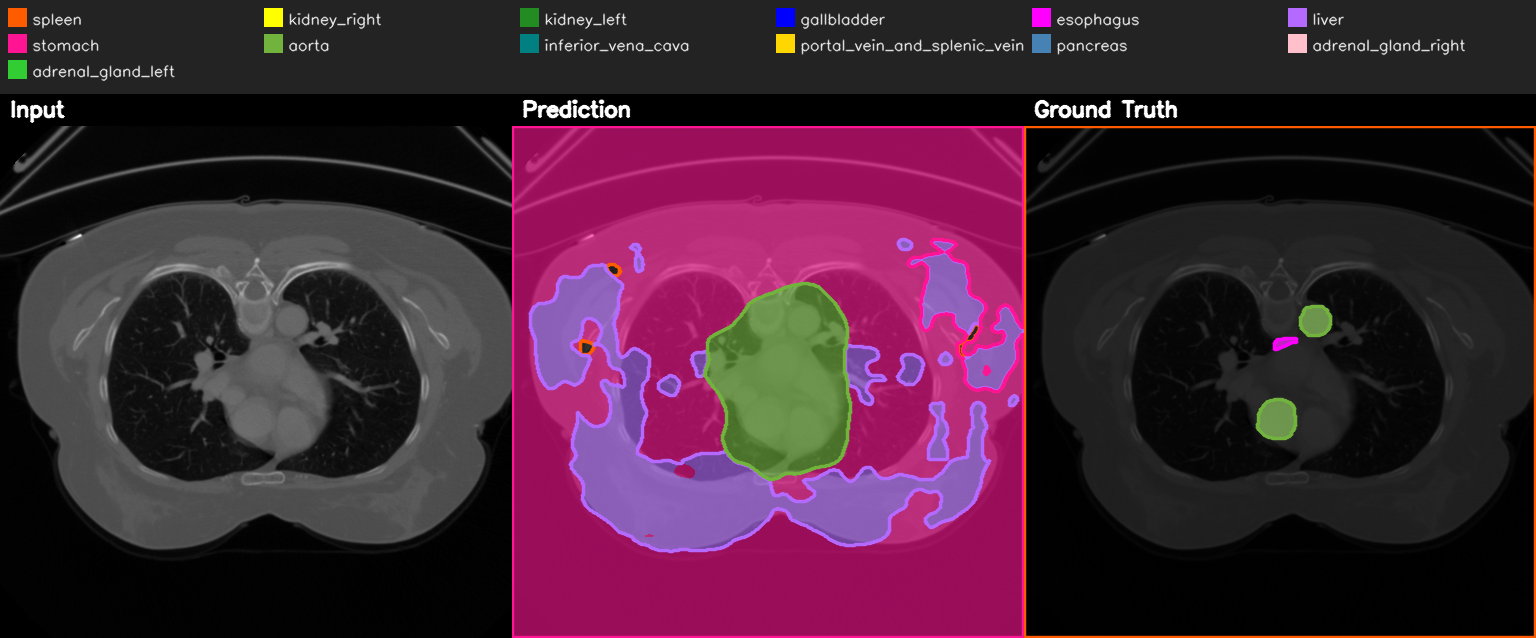 spleen kidney_right kidney_left gallbladder esophagus liver
stomach aorta inferior_vena_cava portal_vein_and_splenic_vein pancreas adrenal_gland_right
adrenal_gland_left
Input Prediction Ground Truth